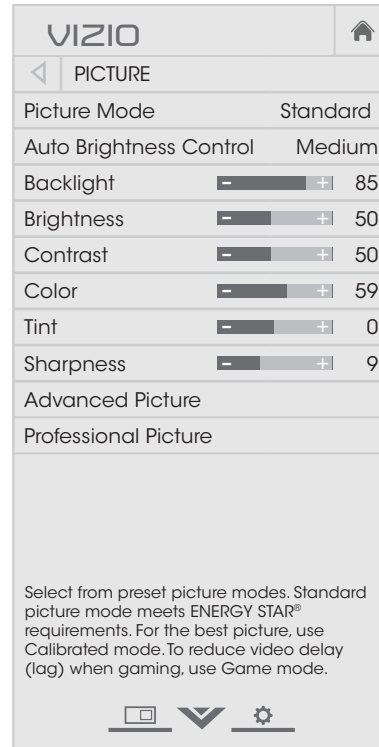 VIZIO
PICTURE
Picture Mode Standard
Auto Brightness Control Medium
Backlight - + 85
Brightness - + 50
Contrast - + 50
Color - + 59
Tint - + 0
Sharpness - + 9
Advanced Picture
Professional Picture
Select from preset picture modes. Standard
picture mode meets ENERGY STAR®
requirements. For the best picture, use
Calibrated mode. To reduce video delay
(lag) when gaming, use Game mode.